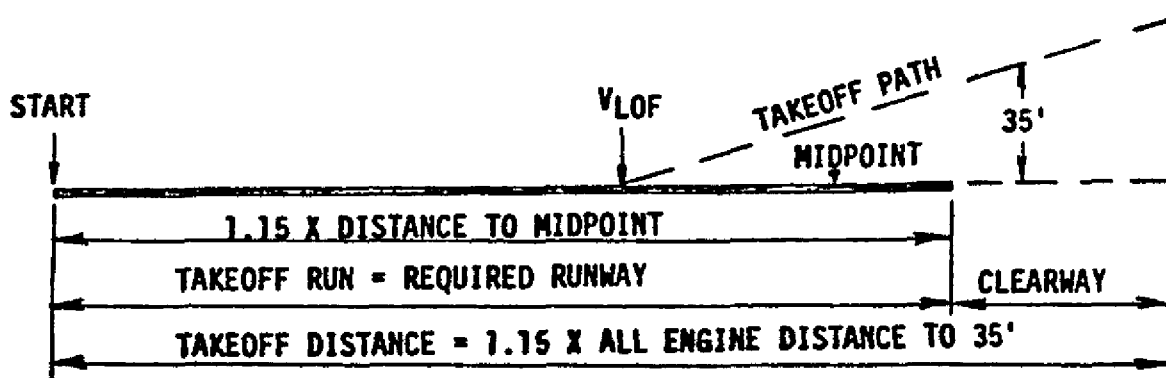 START
VLOF
TAKEOFF PATH
35'
MIDPOINT
1.15 X DISTANCE TO MIDPOINT
TAKEOFF RUN = REQUIRED RUNWAY
CLEARWAY
TAKEOFF DISTANCE = 1.15 X ALL ENGINE DISTANCE TO 35'